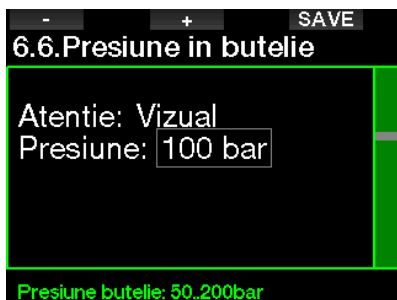 - + SAVE
6.6.Presiune in butelie
Atentie: Vizual
Presiune: 100 bar
Presiune butelie: 50..200bar